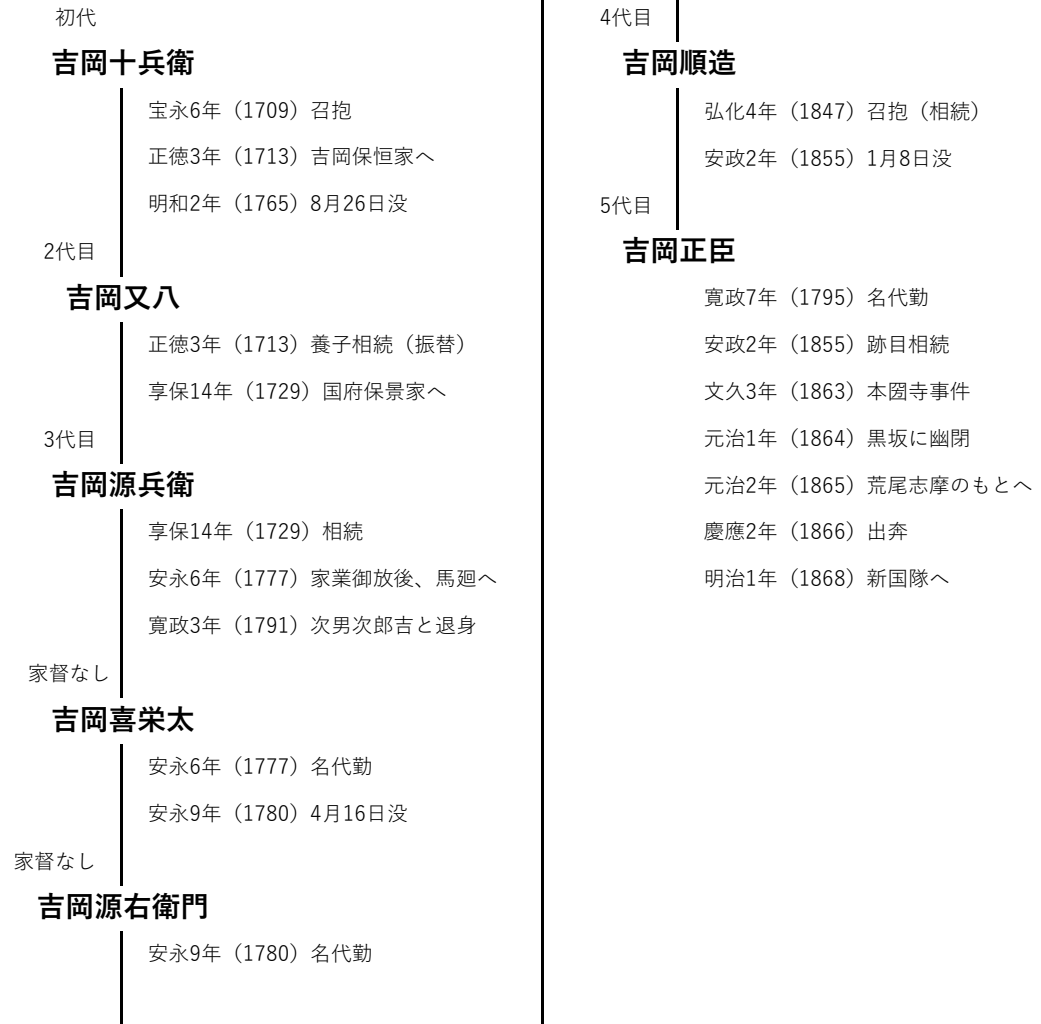 初代
吉岡十兵衛
宝永6年（1709）召抱
正徳3年（1713）吉岡保恒家へ
明和2年（1765）8月26日没
2代目
吉岡又八
正徳3年（1713）養子相続（振替）
享保14年（1729）国府保景家へ
3代目
吉岡源兵衛
享保14年（1729）相続
安永6年（1777）家業御放後、馬廻へ
寛政3年（1791）次男次郎吉と退身
家督なし
吉岡喜栄太
安永6年（1777）名代勤
安永9年（1780）4月16日没
家督なし
吉岡源右衛門
安永9年（1780）名代勤
4代目
吉岡順造
弘化4年（1847）召抱（相続）
安政2年（1855）1月8日没
5代目
吉岡正臣
寛政7年（1795）名代勤
安政2年（1855）跡目相続
文久3年（1863）本圀寺事件
元治1年（1864）黒坂に幽閉
元治2年（1865）荒尾志摩のもとへ
慶應2年（1866）出奔
明治1年（1868）新国隊へ